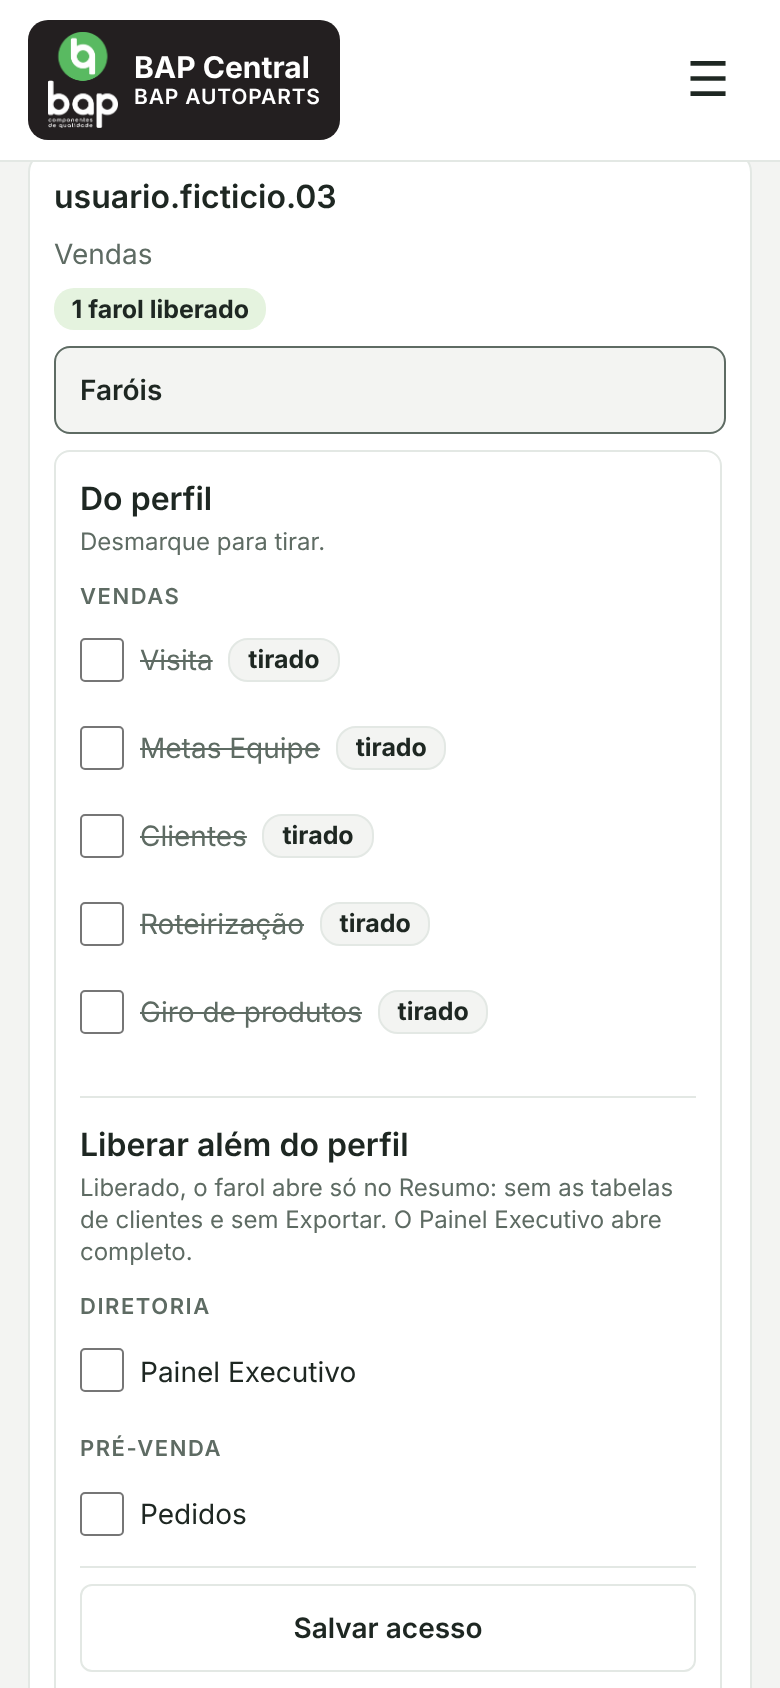 bap
componentes
de qualidade
BAP Central
BAP AUTOPARTS
usuario.ficticio.03
Vendas
1 farol liberado
Faróis
Do perfil
Desmarque para tirar.
VENDAS
Visita tirado
Metas Equipe tirado
Clientes tirado
Roteirização tirado
Giro de produtos tirado
Liberar além do perfil
Liberado, o farol abre só no Resumo: sem as tabelas
de clientes e sem Exportar. O Painel Executivo abre
completo.
DIRETORIA
Painel Executivo
PRÉ-VENDA
Pedidos
Salvar acesso